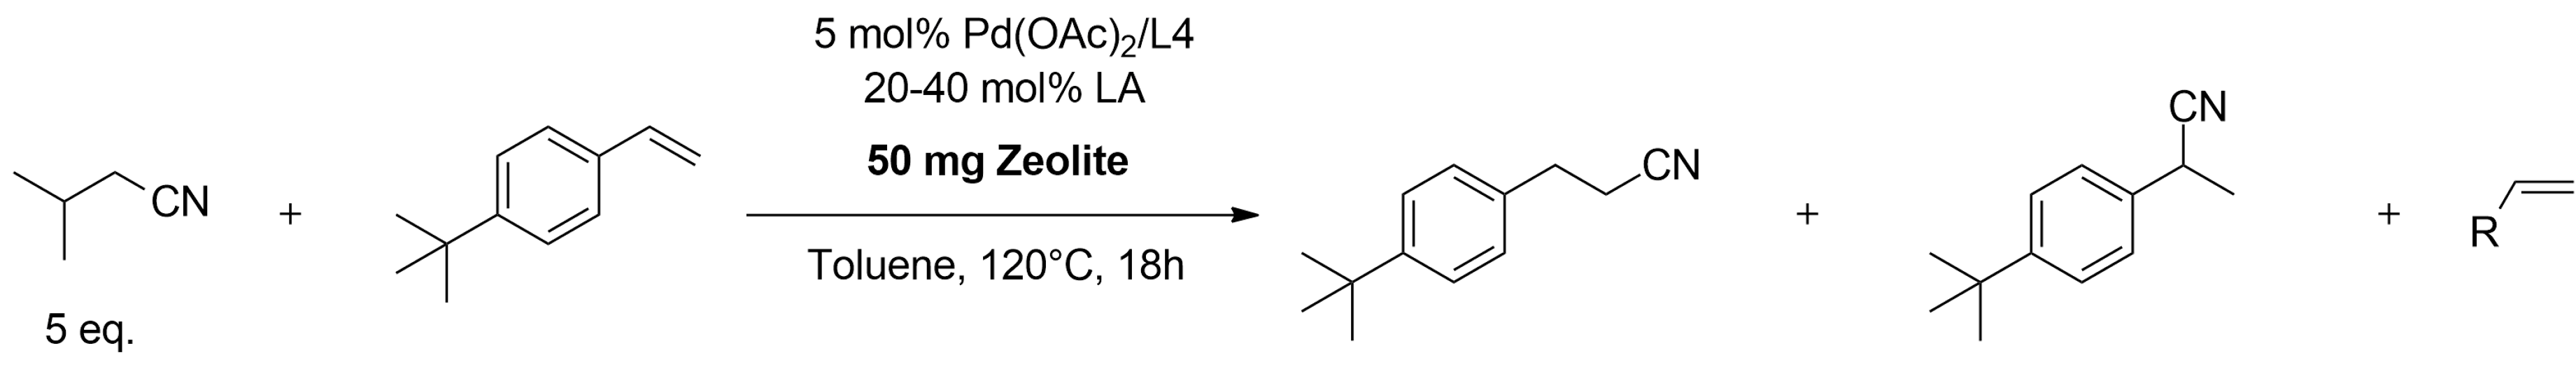 5 mol% Pd(OAc)2/L4
20-40 mol% LA
50 mg Zeolite
Toluene, 120°C, 18h
CN
+
5 eq.
CN
+
CN
+
R